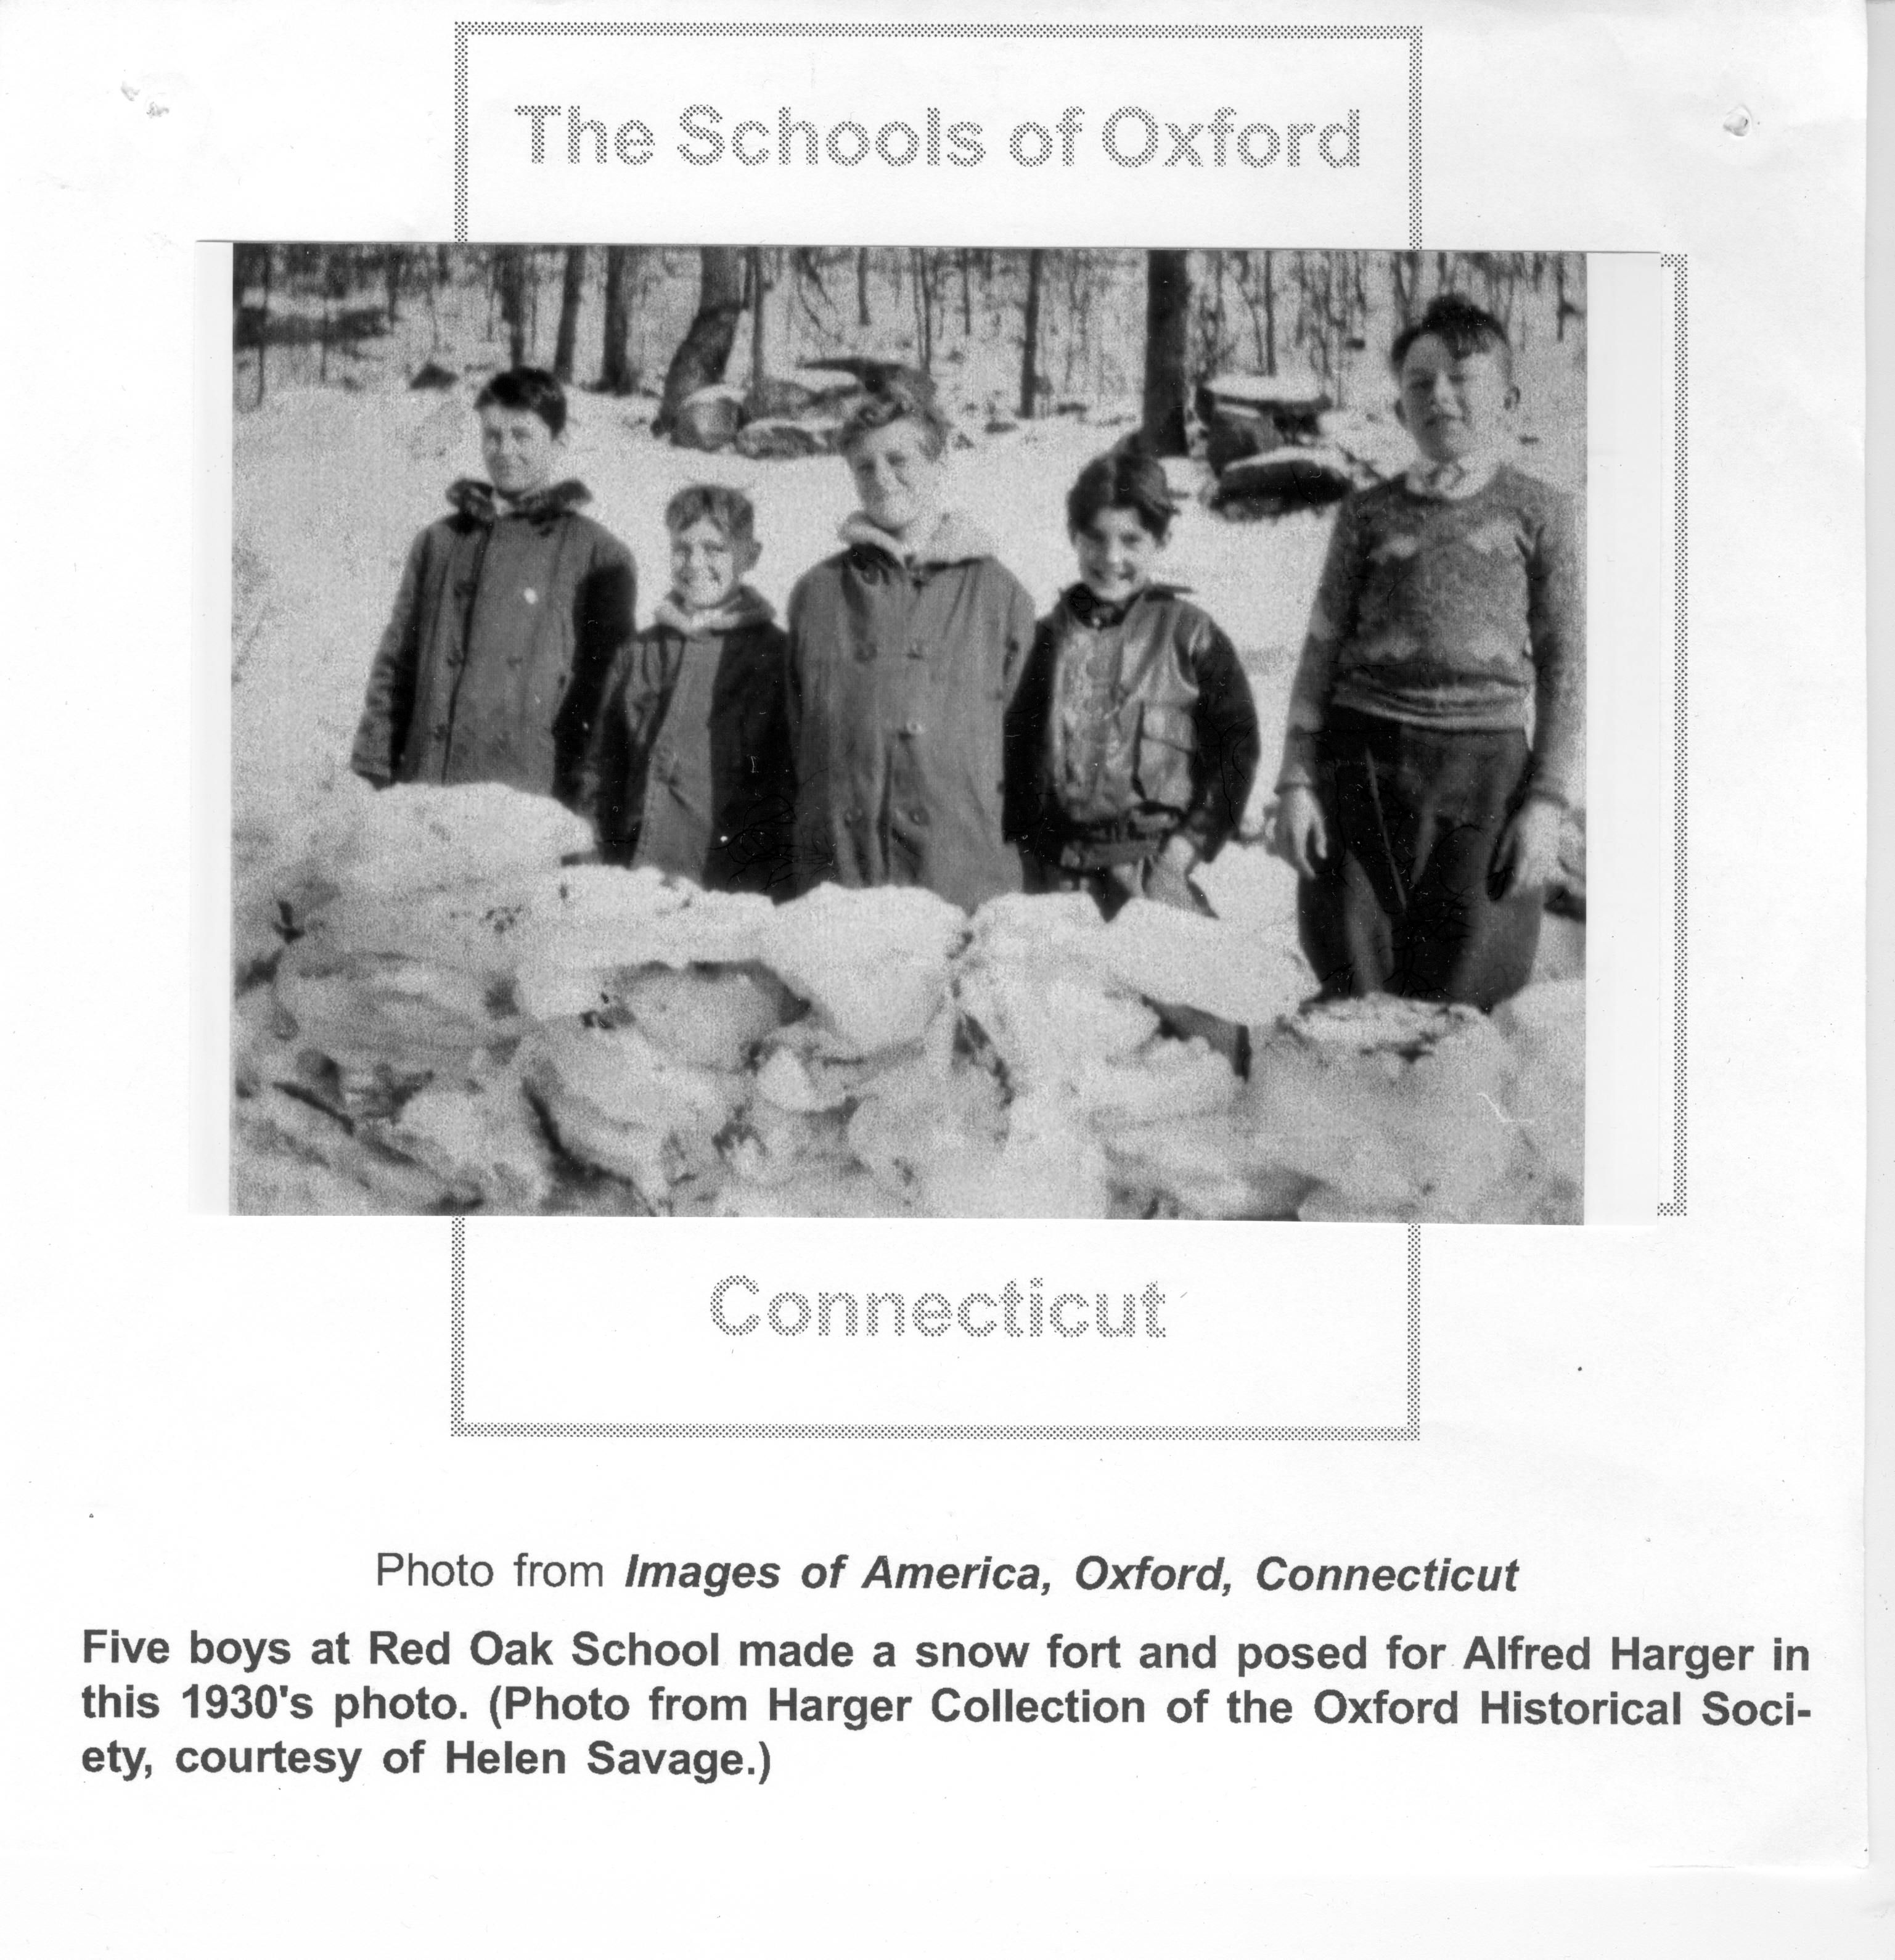 The Schools of Oxford
Connecticut
Photo from Images of America, Oxford, Connecticut
Five boys at Red Oak School made a snow fort and posed for Alfred Harger in
this 1930's photo. (Photo from Harger Collection of the Oxford Historical Soci-
ety, courtesy of Helen Savage.)